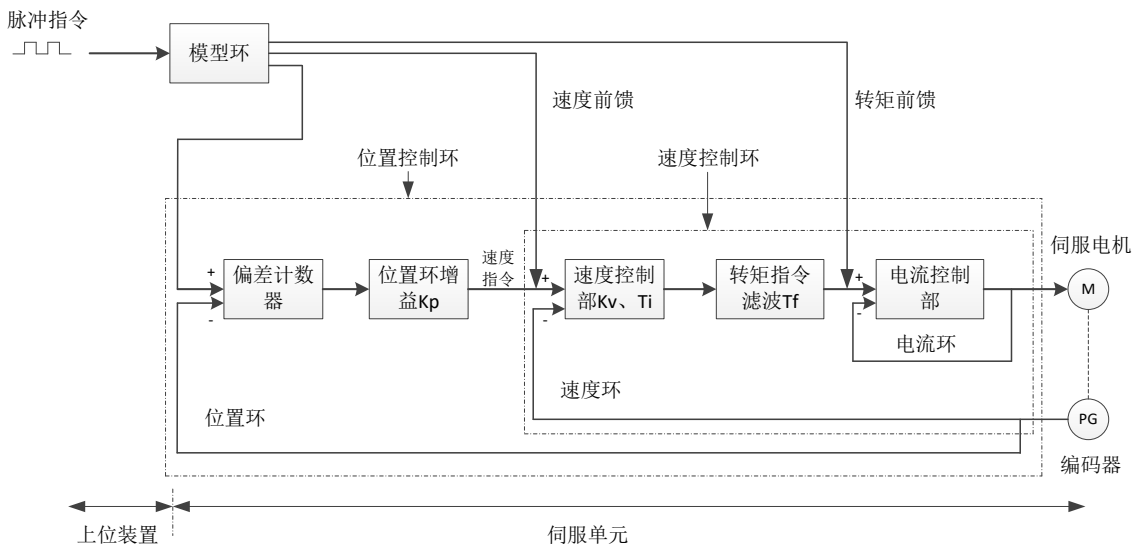 脉冲指令
模型环
速度前馈
转矩前馈
位置控制环
速度控制环
伺服电机
+
-
偏差计数
器
位置环增
益Kp
速度
指令
+
-
速度控制
部Kv、Ti
转矩指令
滤波Tf
+
-
电流控制
部
M
电流环
速度环
位置环
PG
编码器
上位装置
伺服单元